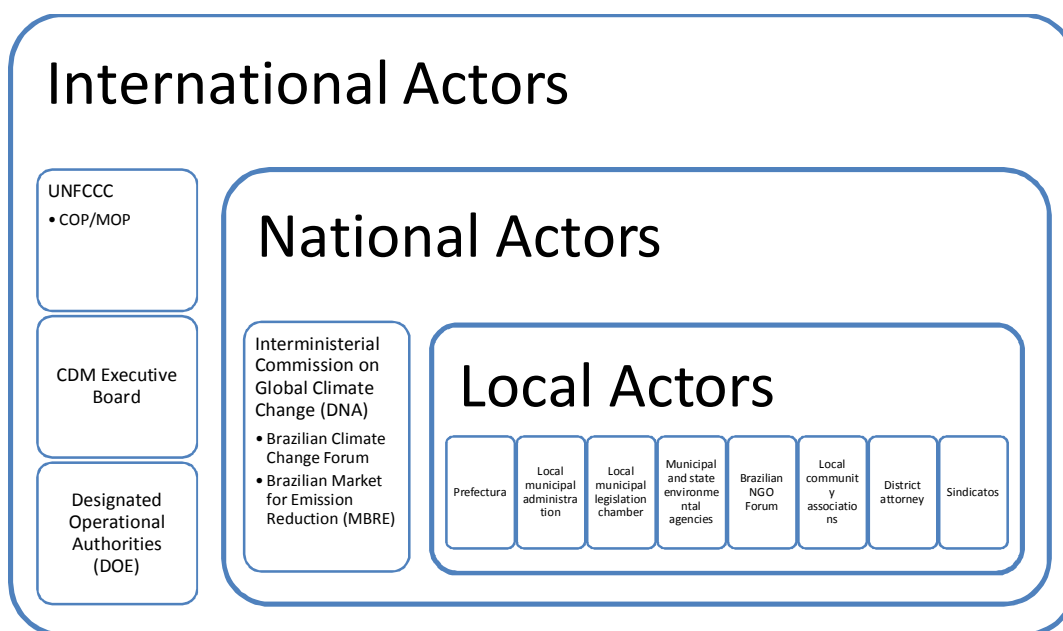 International Actors
UNFCCC
• COP/MOP
CDM Executive
Board
Designated
Operational
Authorities
(DOE)
National Actors
Interministerial
Commission on
Global Climate
Change (DNA)
• Brazilian Climate
Change Forum
• Brazilian Market
for Emission
Reduction (MBRE)
Local Actors
Prefectura
Local
municipal
administra
tion
Local
municipal
legislation
chamber
Municipal
and state
environme
ntal
agencies
Brazilian
NGO
Forum
Local
communit
y
associatio
ns
District
attorney
Sindicatos